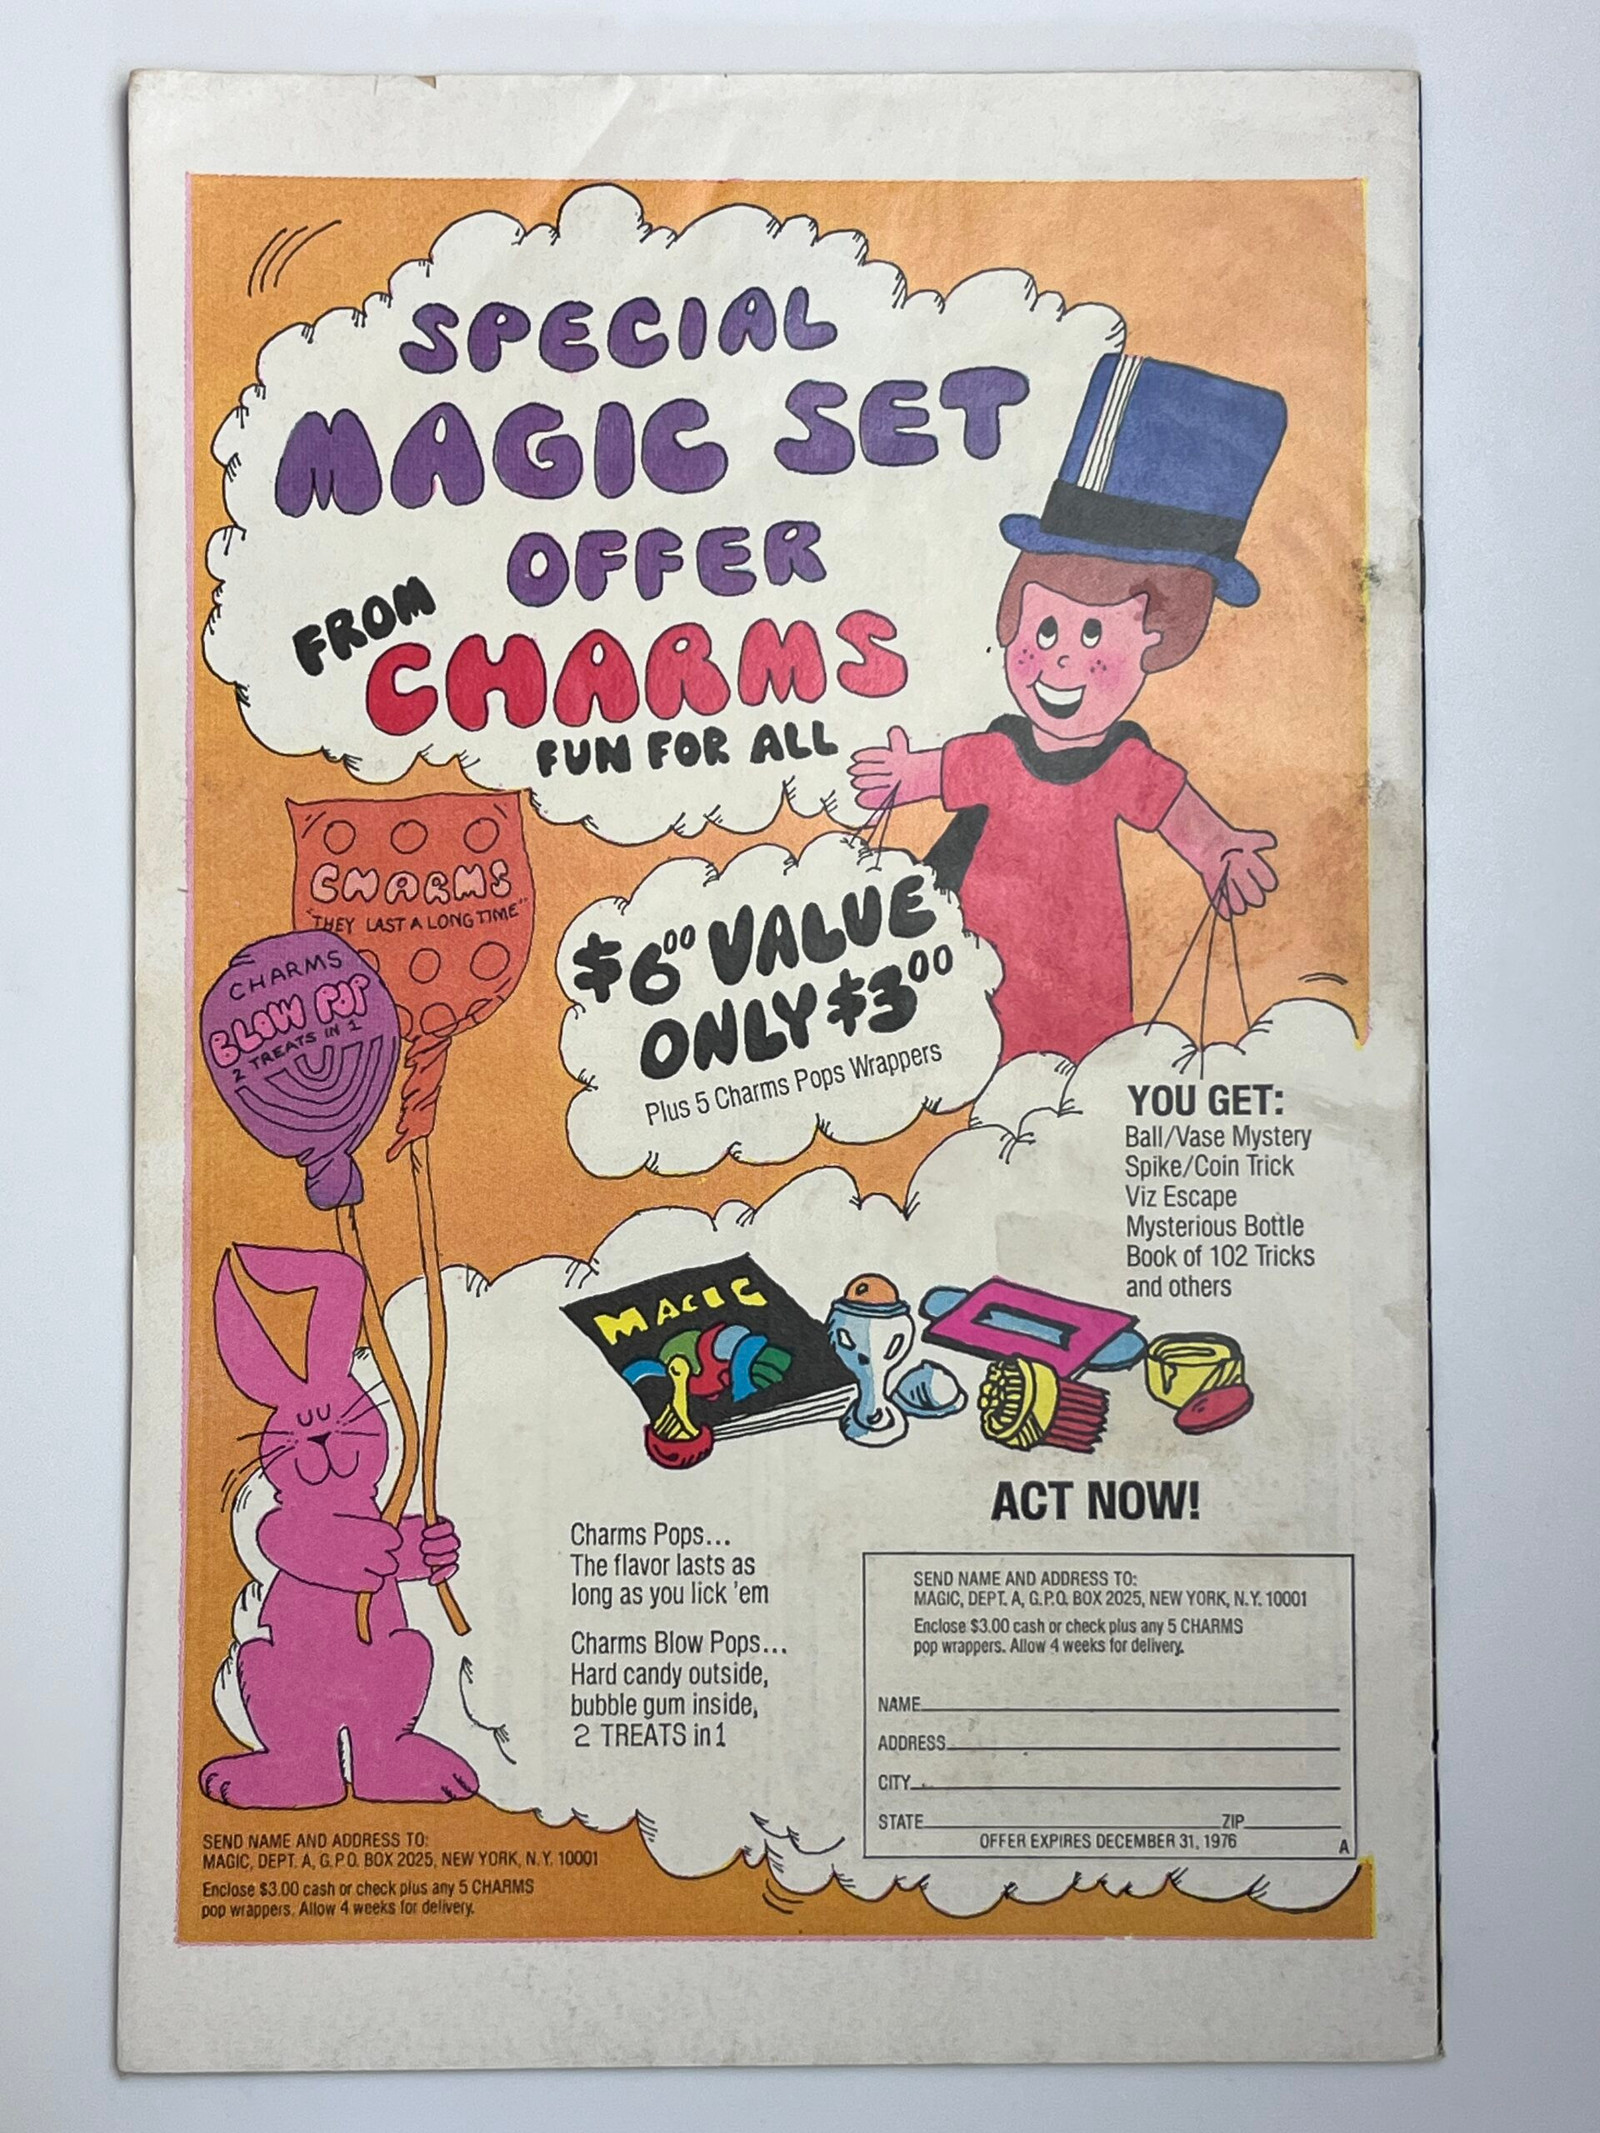 SPECIAL
MAGIC SET
OFFER
FROM
CHARMS
FUN FOR ALL
CHARMS
"THEY LAST A LONG TIME"
CHARMS
BLOW POP
2 TREATS IN 1
$6.00 VALUE
ONLY $3.00
Plus 5 Charms Pops Wrappers
YOU GET:
Ball/Vase Mystery
Spike/Coin Trick
Viz Escape
Mysterious Bottle
Book of 102 Tricks
and others
MAGIC
ACT NOW!
Charms Pops...
The flavor lasts as
long as you lick 'em
Charms Blow Pops...
Hard candy outside,
bubble gum inside,
2 TREATS in 1
SEND NAME AND ADDRESS TO:
MAGIC, DEPT. A, G.P.O. BOX 2025, NEW YORK, N.Y. 10001
Enclose $3.00 cash or check plus any 5 CHARMS
pop wrappers. Allow 4 weeks for delivery.
NAME
ADDRESS
CITY
STATE ZIP
OFFER EXPIRES DECEMBER 31, 1976
A
SEND NAME AND ADDRESS TO:
MAGIC, DEPT. A, G.P.O. BOX 2025, NEW YORK, N.Y. 10001
Enclose $3.00 cash or check plus any 5 CHARMS
pop wrappers. Allow 4 weeks for delivery.